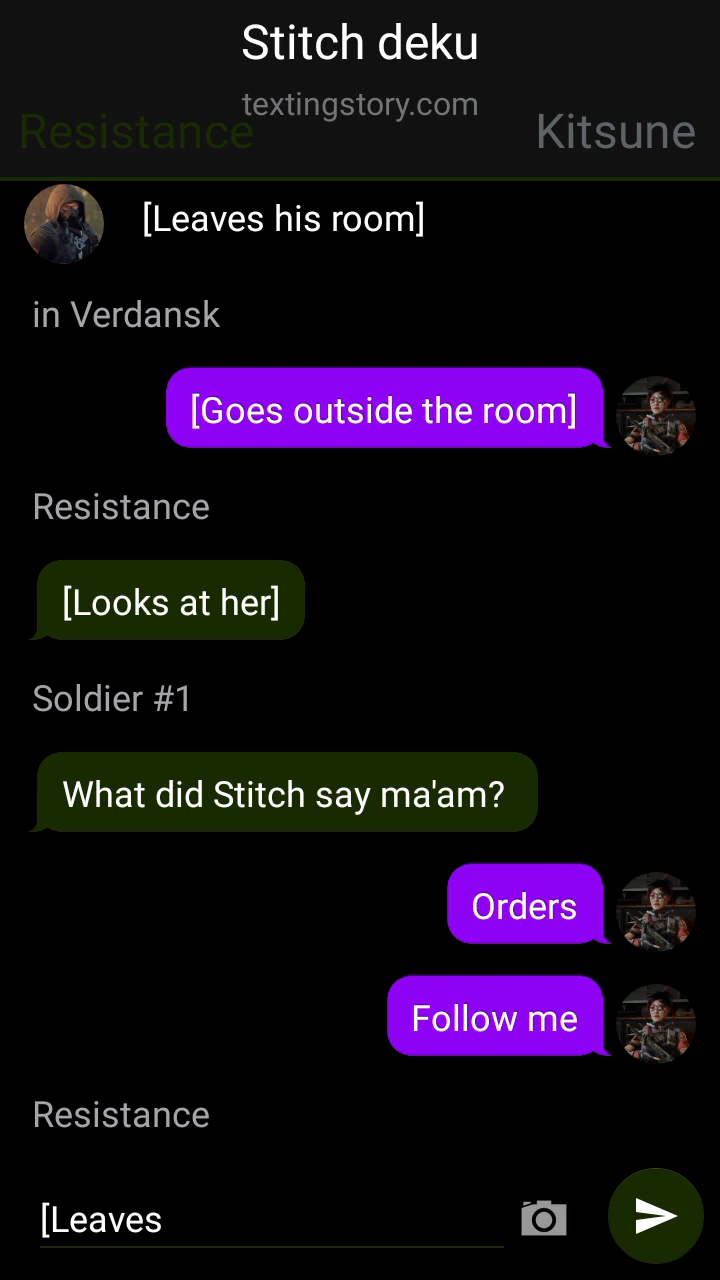 Stitch deku
textingstory.com
Resistance
Kitsune
[Leaves his room]
in Verdansk
[Goes outside the room]
Resistance
[Looks at her]
Soldier #1
What did Stitch say ma'am?
Orders
Follow me
Resistance
[Leaves